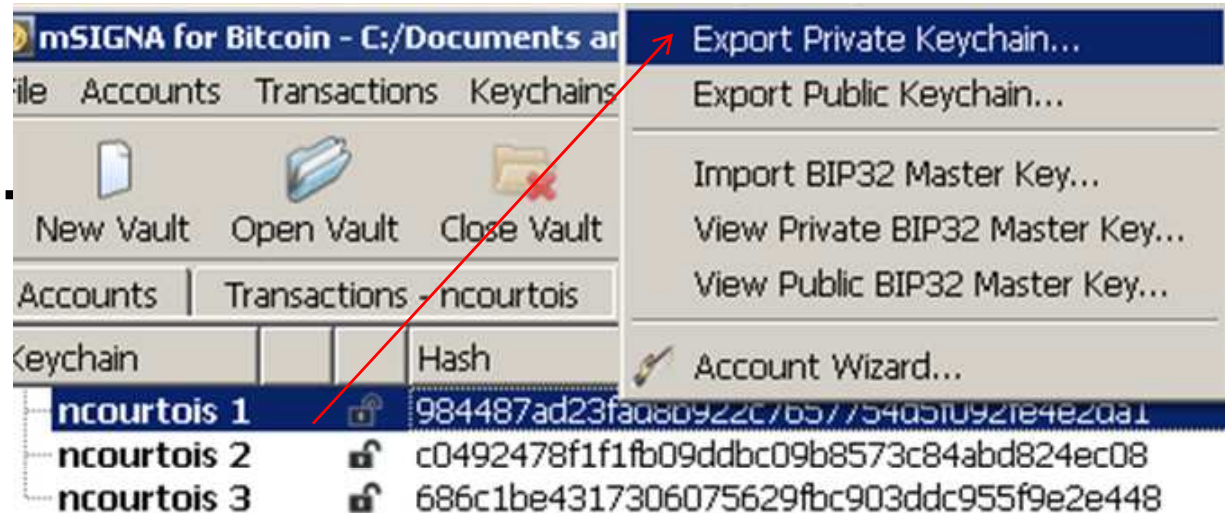 mSIGNA for Bitcoin - C:/Documents ar
File Accounts Transactions Keychains
New Vault Open Vault Close Vault
Accounts Transactions - ncourtois
Keychain Hash
ncourtois 1 984487ad23fad8b922c7657754d5f092fe4e2da1
ncourtois 2 c0492478f1f1fb09ddbc09b8573c84abd824ec08
ncourtois 3 686c1be4317306075629fbc903ddc955f9e2e448
Export Private Keychain...
Export Public Keychain...
Import BIP32 Master Key...
View Private BIP32 Master Key...
View Public BIP32 Master Key...
Account Wizard...